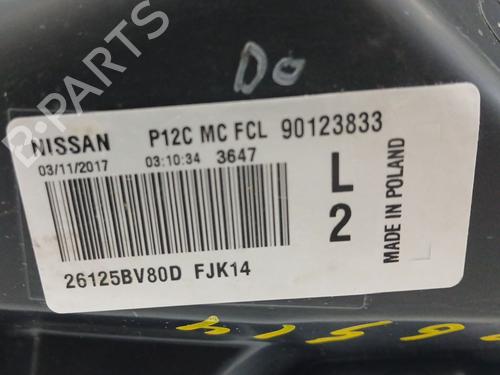 DO
NISSAN P12C MC FCL 90123833
03/11/2017 03:10:34 3647
L
2
MADE IN POLAND
26125BV80D FJK14
B-PARTS